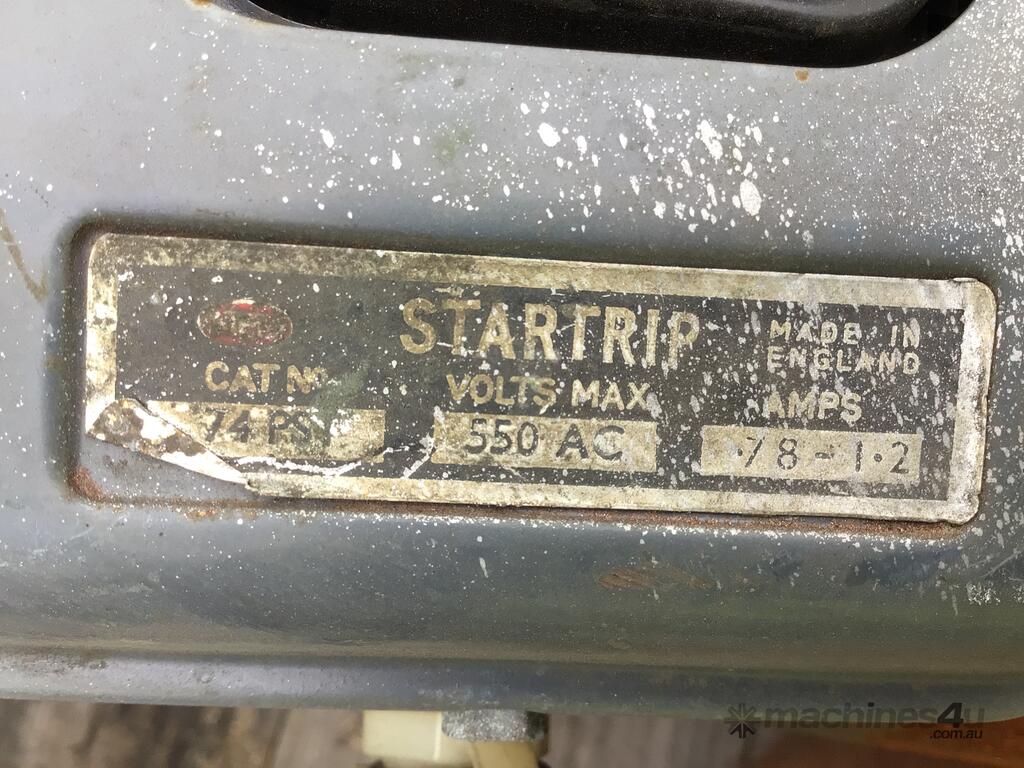 STARTRIP
MADE IN
ENGLAND
CAT Nº
VOLTS MAX
AMPS
74 PS
550 AC
·78-1·2
machines4u
.com.au